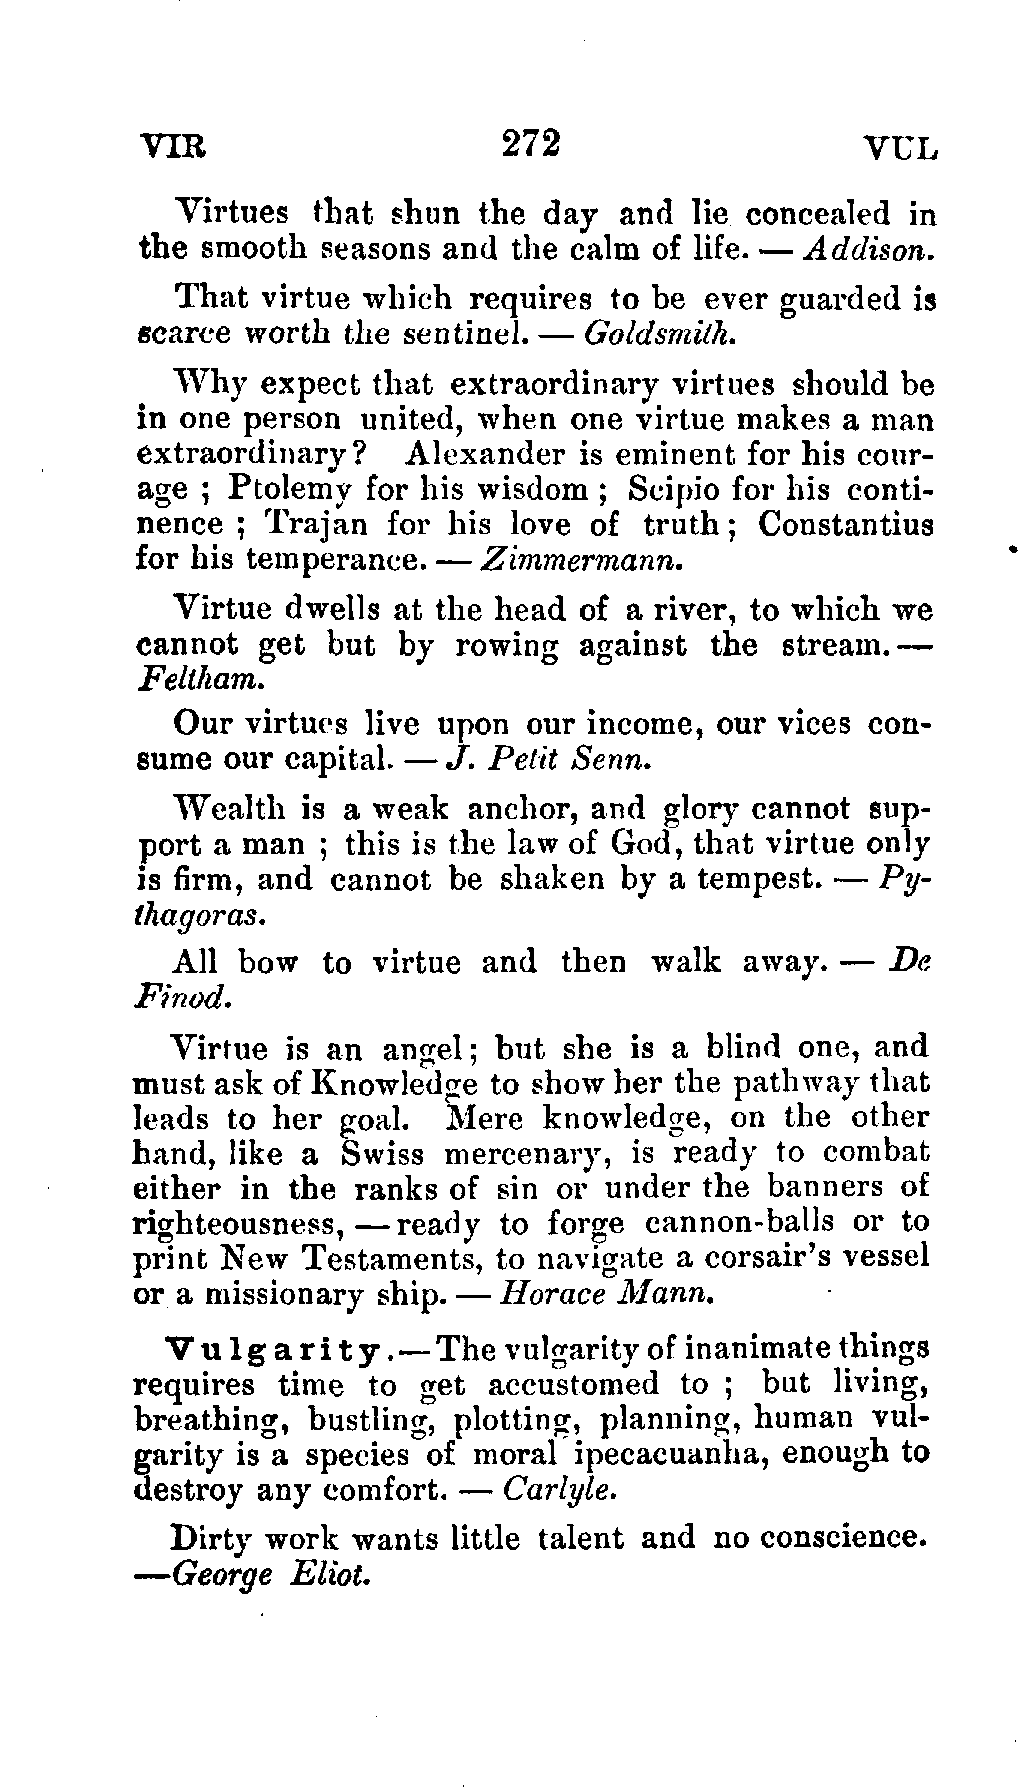 VIR 272 VUL
Virtues that shun the day and lie concealed in
the smooth seasons and the calm of life. — Addison.
That virtue which requires to be ever guarded is
scarce worth the sentinel. — Goldsmith.
Why expect that extraordinary virtues should be
in one person united, when one virtue makes a man
extraordinary? Alexander is eminent for his cour-
age ; Ptolemy for his wisdom ; Scipio for his conti-
nence ; Trajan for his love of truth ; Constantius
for his temperance. — Zimmermann.
Virtue dwells at the head of a river, to which we
cannot get but by rowing against the stream. —
Feltham.
Our virtues live upon our income, our vices con-
sume our capital. — J. Petit Senn.
Wealth is a weak anchor, and glory cannot sup-
port a man ; this is the law of God, that virtue only
is firm, and cannot be shaken by a tempest. — Py-
thagoras.
All bow to virtue and then walk away. — De
Finod.
Virtue is an angel; but she is a blind one, and
must ask of Knowledge to show her the pathway that
leads to her goal. Mere knowledge, on the other
hand, like a Swiss mercenary, is ready to combat
either in the ranks of sin or under the banners of
righteousness, — ready to forge cannon-balls or to
print New Testaments, to navigate a corsair's vessel
or a missionary ship. — Horace Mann.
Vulgarity.—The vulgarity of inanimate things
requires time to get accustomed to ; but living,
breathing, bustling, plotting, planning, human vul-
garity is a species of moral ipecacuanha, enough to
destroy any comfort. — Carlyle.
Dirty work wants little talent and no conscience.
—George Eliot.